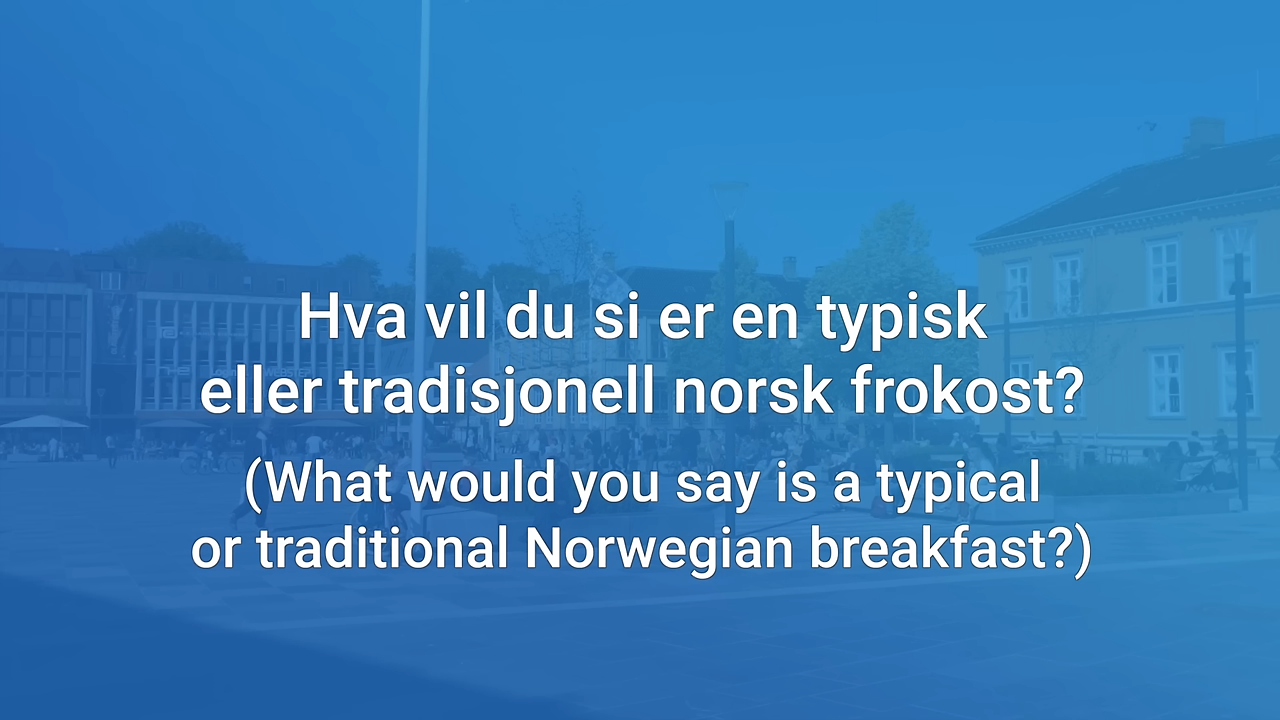 Hva vil du si er en typisk
eller tradisjonell norsk frokost?
(What would you say is a typical
or traditional Norwegian breakfast?)